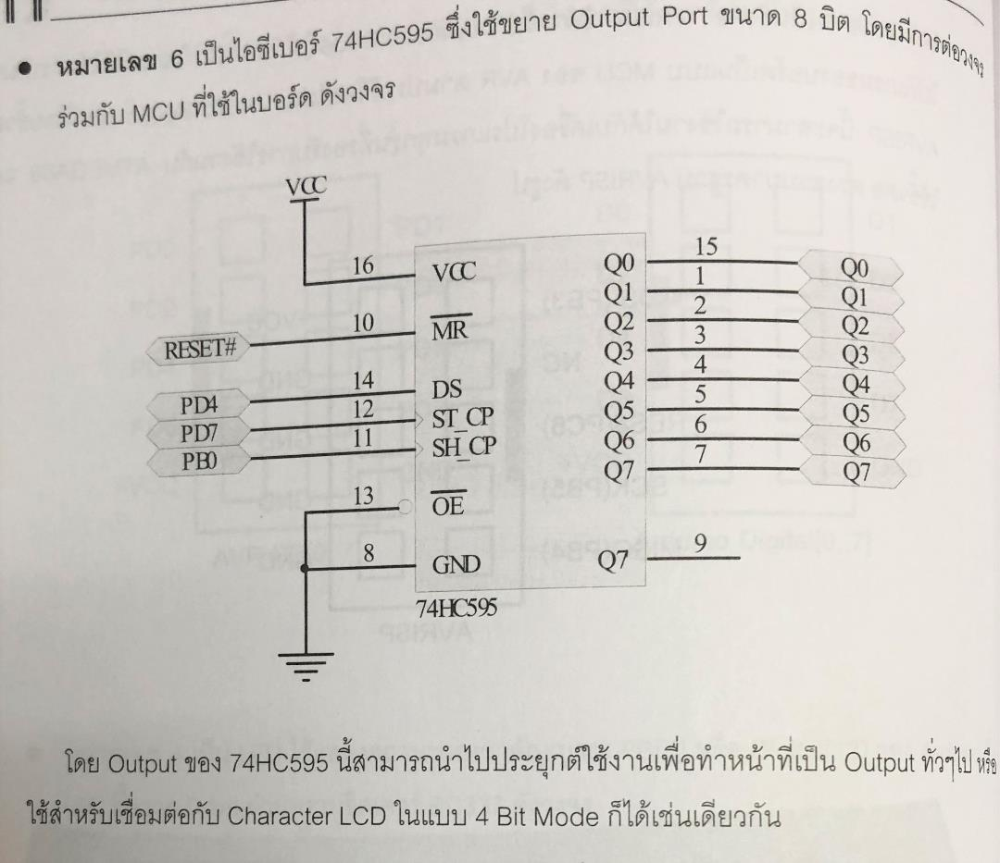 • หมายเลข 6 เป็นไอซีเบอร์ 74HC595 ซึ่งใช้ขยาย Output Port ขนาด 8 บิต โดยมีการต่อวงจร
ร่วมกับ MCU ที่ใช้ในบอร์ด ดังวงจร
VCC
16 VCC Q0 15 Q0
Q1 1 Q1
RESET# 10 MR Q2 2 Q2
Q3 3 Q3
PD4 14 DS Q4 4 Q4
PD7 12 ST_CP Q5 5 Q5
PB0 11 SH_CP Q6 6 Q6
Q7 7 Q7
13 OE
8 GND Q7 9
74HC595
โดย Output ของ 74HC595 นี้สามารถนำไปประยุกต์ใช้งานเพื่อทำหน้าที่เป็น Output ทั่วๆไป หรือ
ใช้สำหรับเชื่อมต่อกับ Character LCD ในแบบ 4 Bit Mode ก็ได้เช่นเดียวกัน